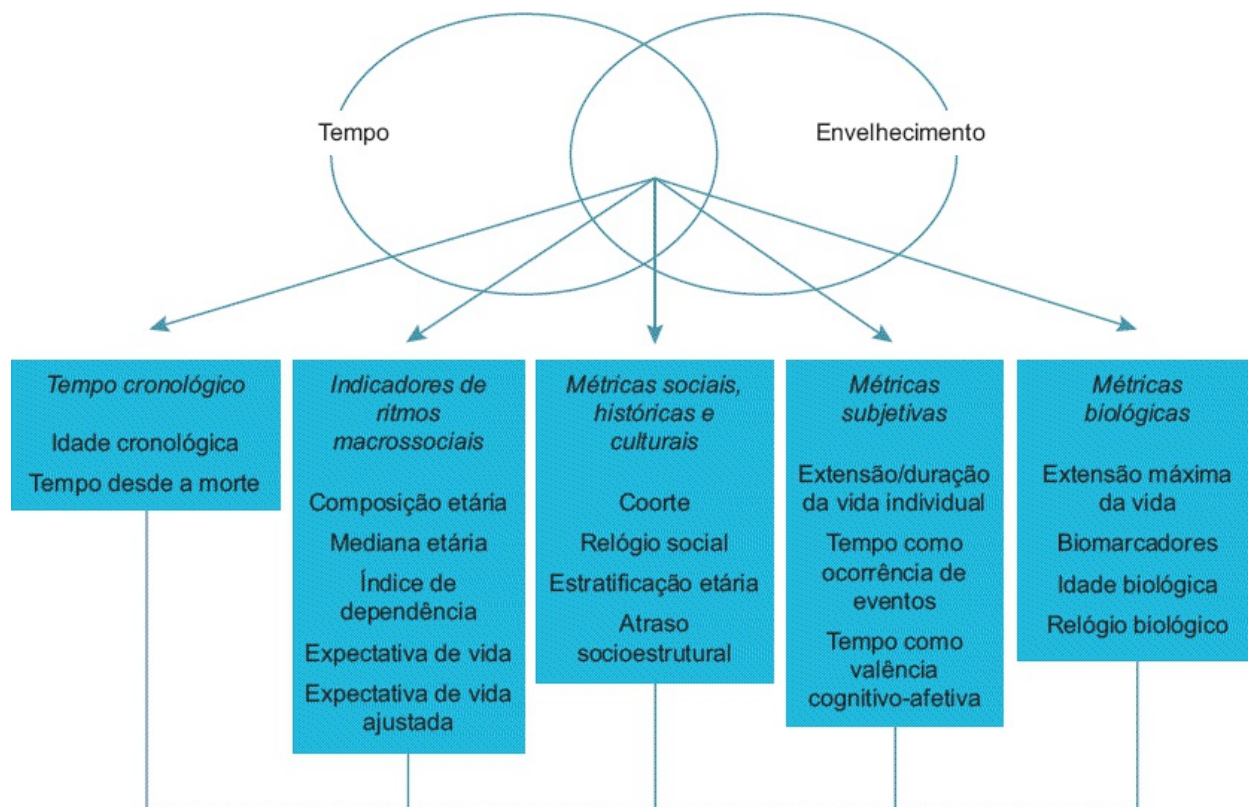 Tempo
Envelhecimento
Tempo cronológico
Idade cronológica
Tempo desde a morte
Indicadores de
ritmos
macrossociais
Composição etária
Mediana etária
Índice de
dependência
Expectativa de vida
Expectativa de vida
ajustada
Métricas sociais,
históricas e
culturais
Coorte
Relógio social
Estratificação etária
Atraso
socioestrutural
Métricas
subjetivas
Extensão/duração
da vida individual
Tempo como
ocorrência de
eventos
Tempo como
valência
cognitivo-afetiva
Métricas
biológicas
Extensão máxima
da vida
Biomarcadores
Idade biológica
Relógio biológico